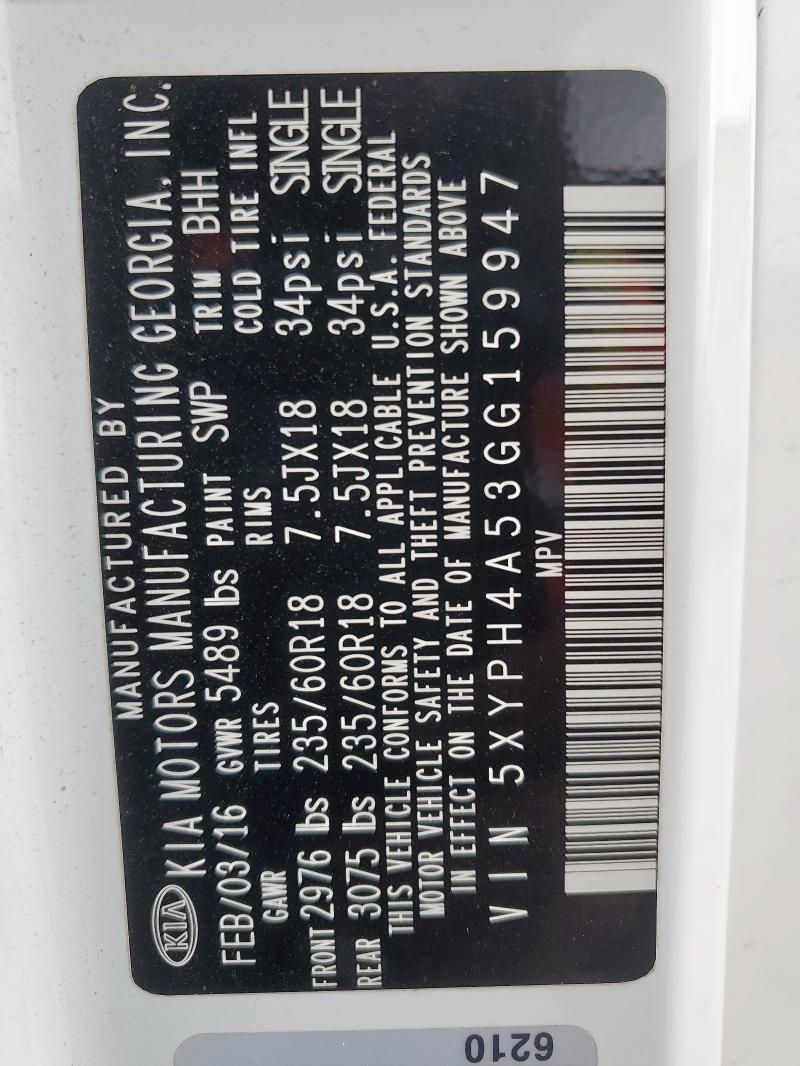 MANUFACTURED BY
KIA KIA MOTORS MANUFACTURING GEORGIA, INC.
FEB/03/16 GVWR 5489 lbs PAINT SWP TRIM BHH
GAWR TIRES RIMS COLD TIRE INFL
FRONT 2976 lbs 235/60R18 7.5JX18 34psi SINGLE
REAR 3075 lbs 235/60R18 7.5JX18 34psi SINGLE
THIS VEHICLE CONFORMS TO ALL APPLICABLE U.S.A. FEDERAL
MOTOR VEHICLE SAFETY AND THEFT PREVENTION STANDARDS
IN EFFECT ON THE DATE OF MANUFACTURE SHOWN ABOVE
VIN 5XYPH4A53GG159947
MPV
6210